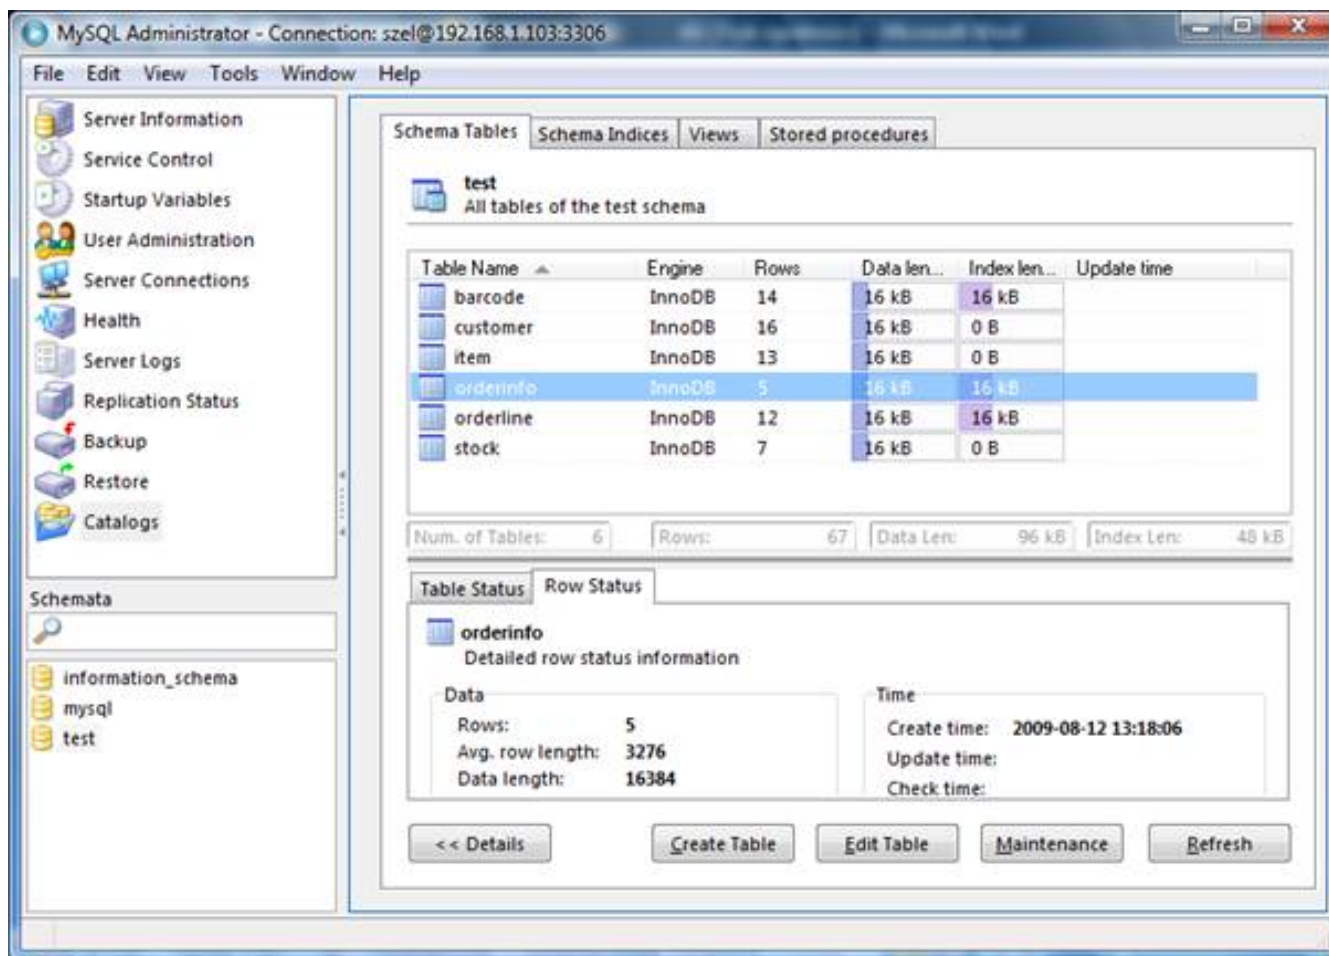 MySQL Administrator - Connection: szel@192.168.1.103:3306
File Edit View Tools Window Help
Server Information
Service Control
Startup Variables
User Administration
Server Connections
Health
Server Logs
Replication Status
Backup
Restore
Catalogs
Schemata
information_schema
mysql
test
Schema Tables Schema Indices Views Stored procedures
test
All tables of the test schema
Table Name Engine Rows Data len... Index len... Update time
barcode InnoDB 14 16 kB 16 kB
customer InnoDB 16 16 kB 0 B
item InnoDB 13 16 kB 0 B
orderinfo InnoDB 5 16 kB 16 kB
orderline InnoDB 12 16 kB 16 kB
stock InnoDB 7 16 kB 0 B
Num. of Tables: 6 Rows: 67 Data Len: 96 kB Index Len: 48 kB
Table Status Row Status
orderinfo
Detailed row status information
Data
Rows: 5
Avg. row length: 3276
Data length: 16384
Time
Create time: 2009-08-12 13:18:06
Update time:
Check time:
<< Details Create Table Edit Table Maintenance Refresh